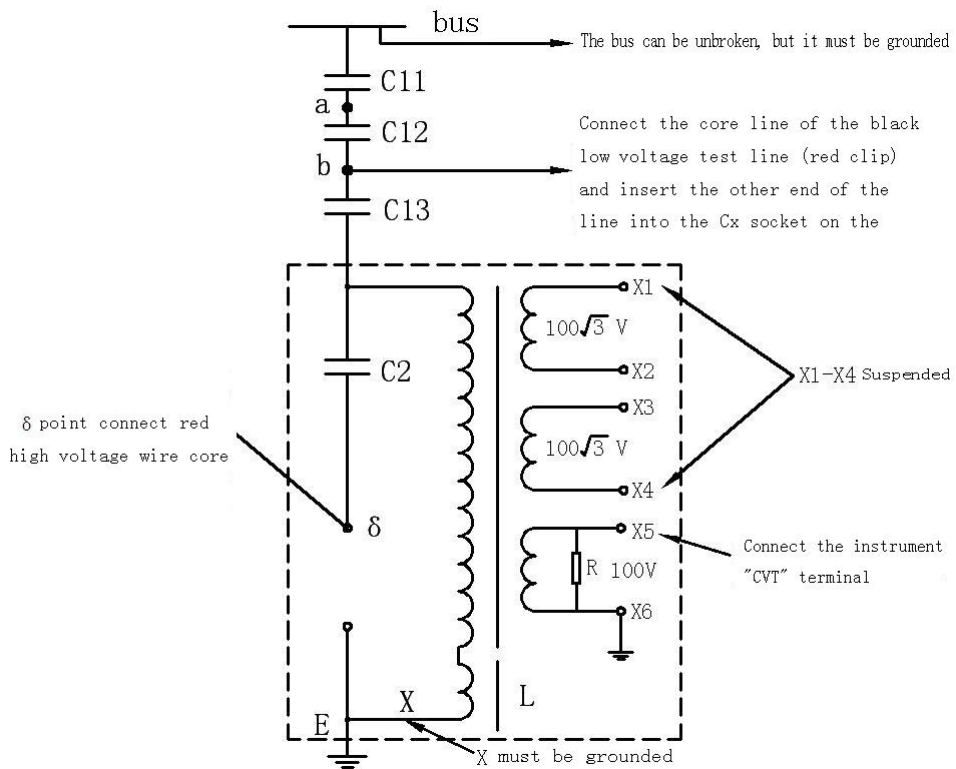 bus
The bus can be unbroken, but it must be grounded
C11
a
C12
Connect the core line of the black
low voltage test line (red clip)
and insert the other end of the
line into the Cx socket on the
b
C13
X1
100√3 V
X2
C2
X1-X4 Suspended
X3
δ point connect red
high voltage wire core
100√3 V
X4
δ
X5
Connect the instrument
"CVT" terminal
R 100V
X6
X
L
E
X must be grounded